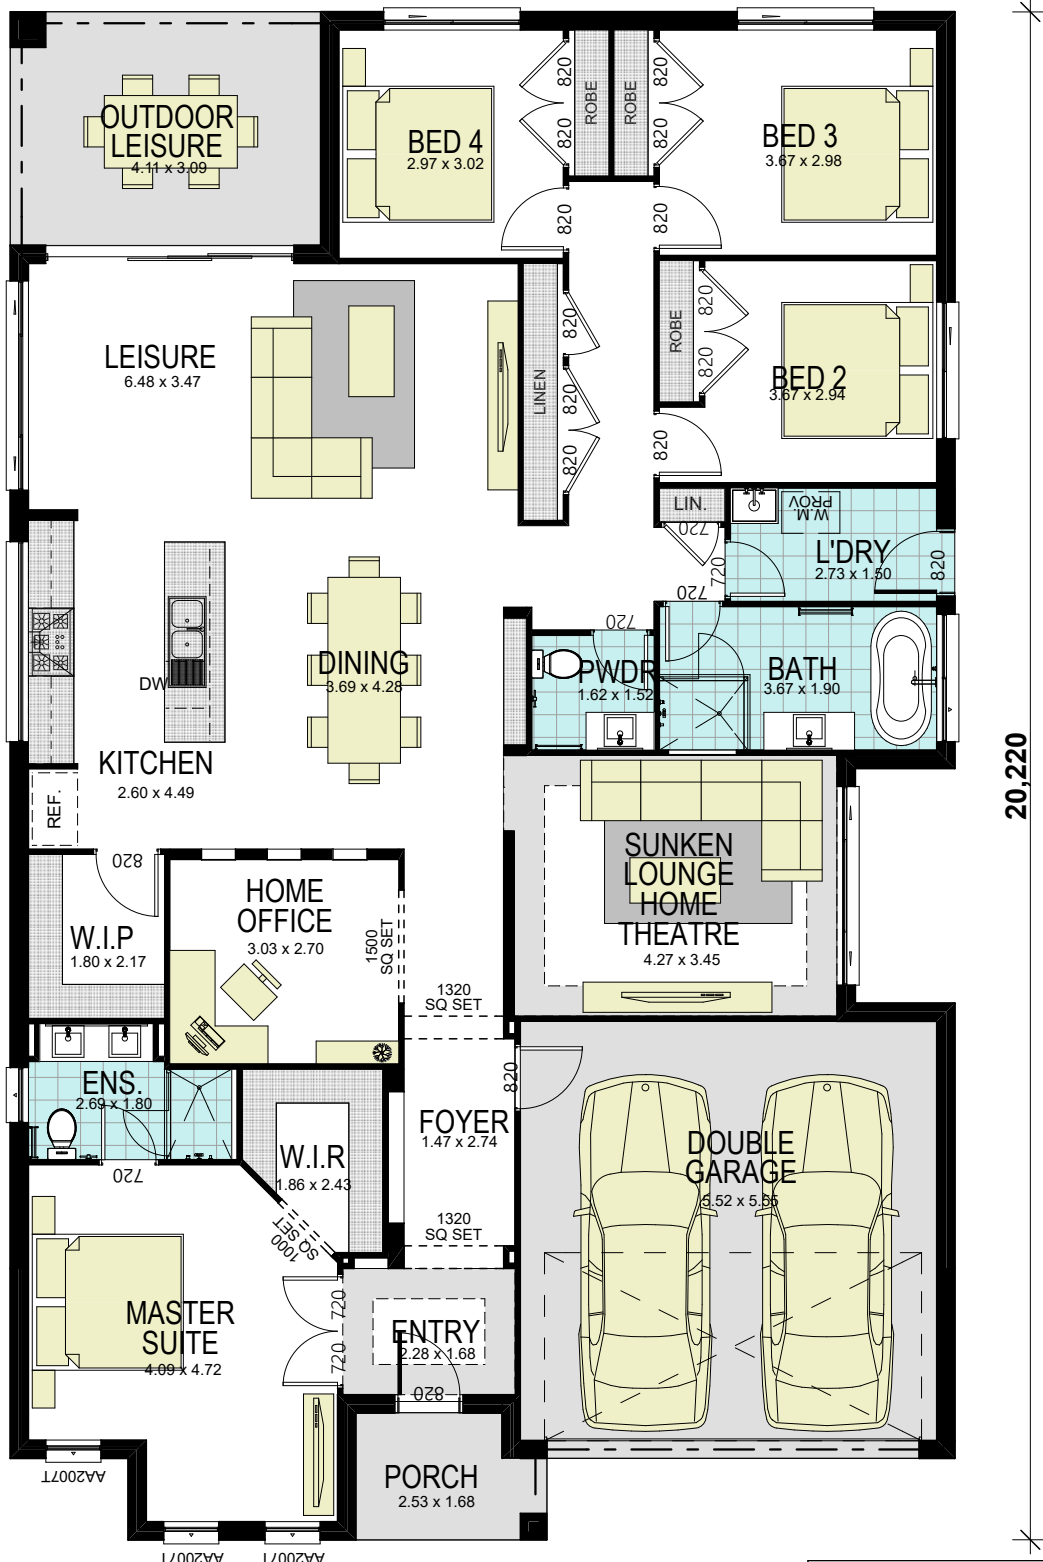 OUTDOOR
LEISURE
4.11 x 3.09
BED 4
2.97 x 3.02
820
820
ROBE
ROBE
820
820
BED 3
3.67 x 2.98
820
820
LEISURE
6.48 x 3.47
LINEN
820
820
820
ROBE
820
820
BED 2
3.67 x 2.94
820
LIN.
720
W.M.
PROV.
L'DRY
2.73 x 1.50
720
820
720
DINING
3.69 x 4.28
DW
720
PWDR
1.62 x 1.52
BATH
3.67 x 1.90
KITCHEN
2.60 x 4.49
REF.
820
20,220
SUNKEN
LOUNGE
HOME
THEATRE
4.27 x 3.45
HOME
OFFICE
3.03 x 2.70
1500
SQ SET
W.I.P
1.80 x 2.17
1320
SQ SET
ENS.
2.69 x 1.80
720
820
FOYER
1.47 x 2.74
W.I.R
1.86 x 2.43
1000
SQ SET
1320
SQ SET
DOUBLE
GARAGE
5.52 x 5.55
MASTER
SUITE
4.09 x 4.72
720
720
ENTRY
2.28 x 1.68
820
PORCH
2.53 x 1.68
AA2007T
AA2007T
AA2007T